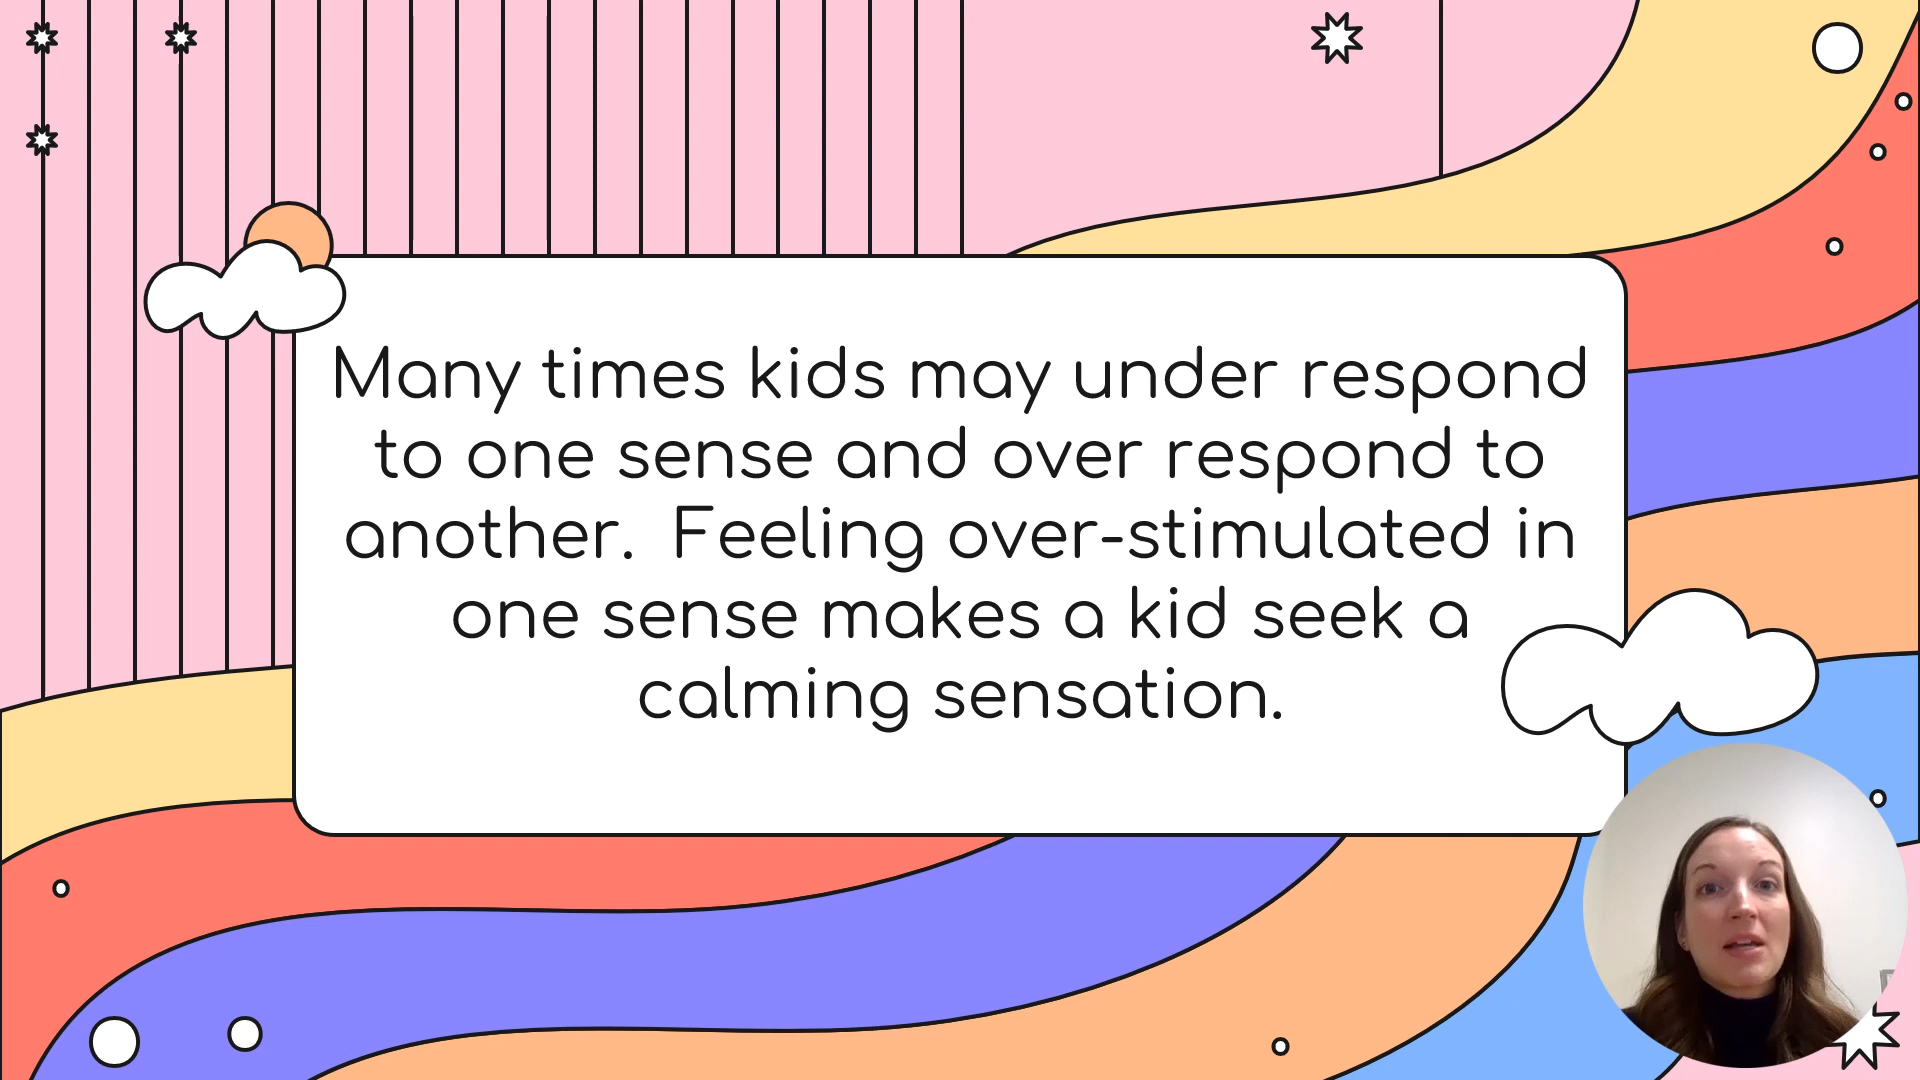 Many times kids may under respond
to one sense and over respond to
another.  Feeling over-stimulated in
one sense makes a kid seek a
calming sensation.